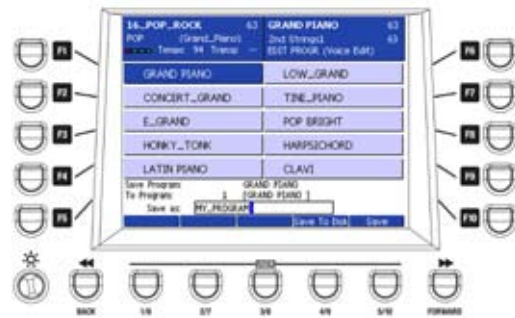 16_POP_ROCK 63 GRAND PIANO 63
POP (Grand_Piano) 2nd Strings1 63
Tempo: 94 Transp: -- EDIT PROGR (Voice Edit)
F1 GRAND PIANO LOW_GRAND F6
F2 CONCERT_GRAND TINE_PIANO F7
F3 E_GRAND POP BRIGHT F8
F4 HONKY_TONK HARPSICHORD F9
F5 LATIN PIANO CLAVI F10
Save Program GRAND PIANO
To Program 1 [GRAND PIANO ]
Save as: MY_PROGRAM
Save To Disk Save
BACK 1/6 2/7 3/8 4/9 5/10 FORWARD